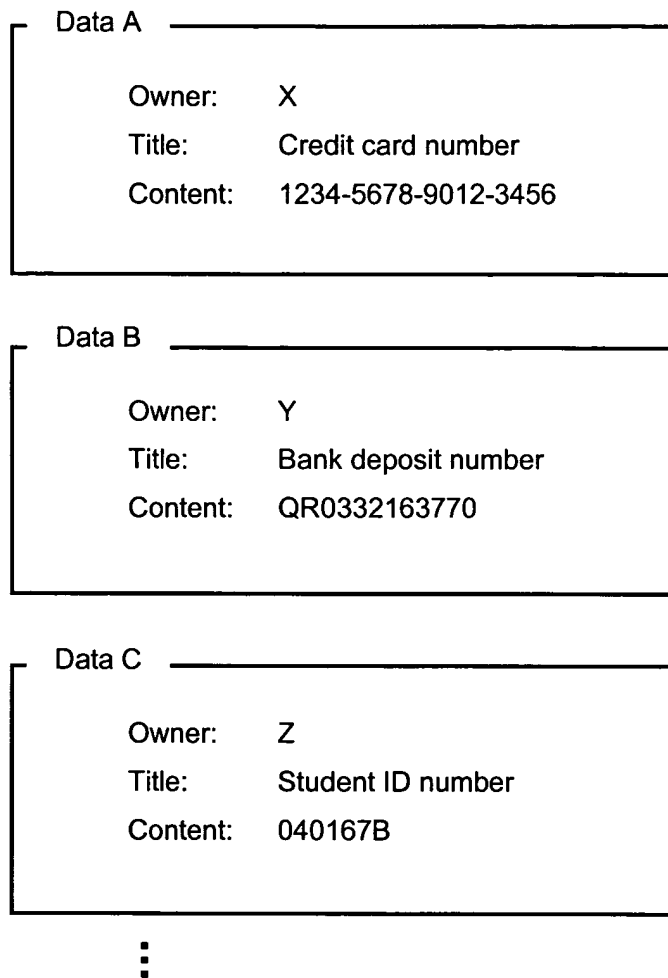 Data A
Owner: X
Title: Credit card number
Content: 1234-5678-9012-3456
Data B
Owner: Y
Title: Bank deposit number
Content: QR0332163770
Data C
Owner: Z
Title: Student ID number
Content: 040167B